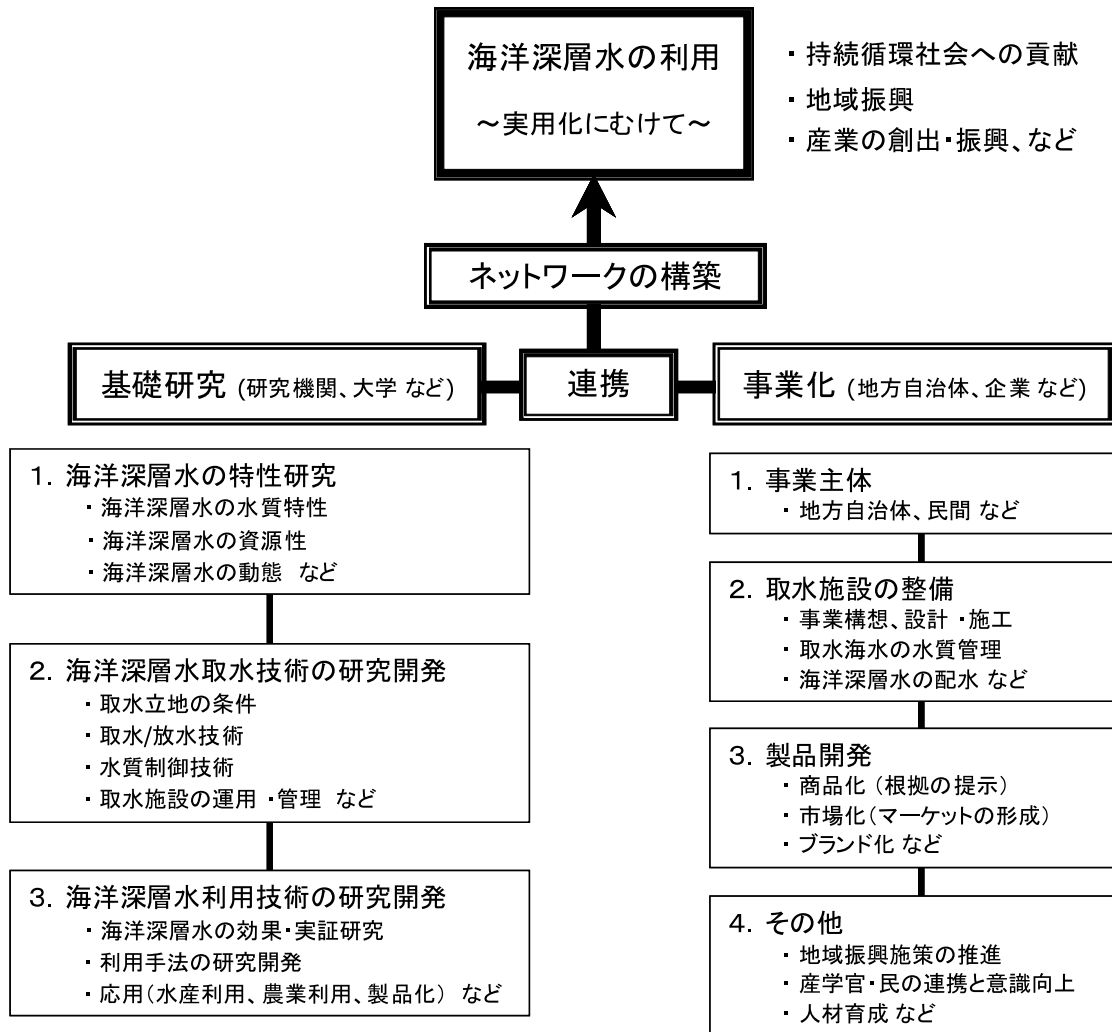 海洋深層水の利用
～実用化にむけて～
・持続循環社会への貢献
・地域振興
・産業の創出・振興、など
ネットワークの構築
基礎研究 (研究機関、大学 など)
連携
事業化 (地方自治体、企業 など)
1. 海洋深層水の特性研究
・海洋深層水の水質特性
・海洋深層水の資源性
・海洋深層水の動態 など
2. 海洋深層水取水技術の研究開発
・取水立地の条件
・取水/放水技術
・水質制御技術
・取水施設の運用・管理 など
3. 海洋深層水利用技術の研究開発
・海洋深層水の効果・実証研究
・利用手法の研究開発
・応用(水産利用、農業利用、製品化) など
1. 事業主体
・地方自治体、民間 など
2. 取水施設の整備
・事業構想、設計・施工
・取水海水の水質管理
・海洋深層水の配水 など
3. 製品開発
・商品化 (根拠の提示)
・市場化(マーケットの形成)
・ブランド化 など
4. その他
・地域振興施策の推進
・産学官・民の連携と意識向上
・人材育成 など